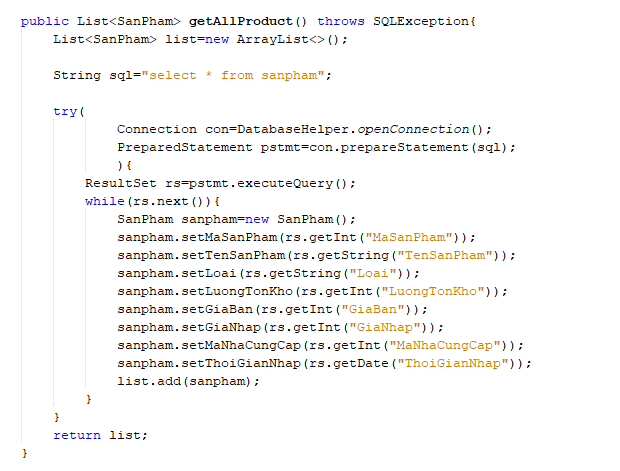 public List<SanPham> getAllProduct() throws SQLException{
List<SanPham> list=new ArrayList<>();
String sql="select * from sanpham";
try(
Connection con=DatabaseHelper.openConnection();
PreparedStatement pstmt=con.prepareStatement(sql);
){
ResultSet rs=pstmt.executeQuery();
while(rs.next()){
SanPham sanpham=new SanPham();
sanpham.setMaSanPham(rs.getInt("MaSanPham"));
sanpham.setTenSanPham(rs.getString("TenSanPham"));
sanpham.setLoai(rs.getString("Loai"));
sanpham.setLuongTonKho(rs.getInt("LuongTonKho"));
sanpham.setGiaBan(rs.getInt("GiaBan"));
sanpham.setGiaNhap(rs.getInt("GiaNhap"));
sanpham.setMaNhaCungCap(rs.getInt("MaNhaCungCap"));
sanpham.setThoiGianNhap(rs.getDate("ThoiGianNhap"));
list.add(sanpham);
}
}
return list;
}